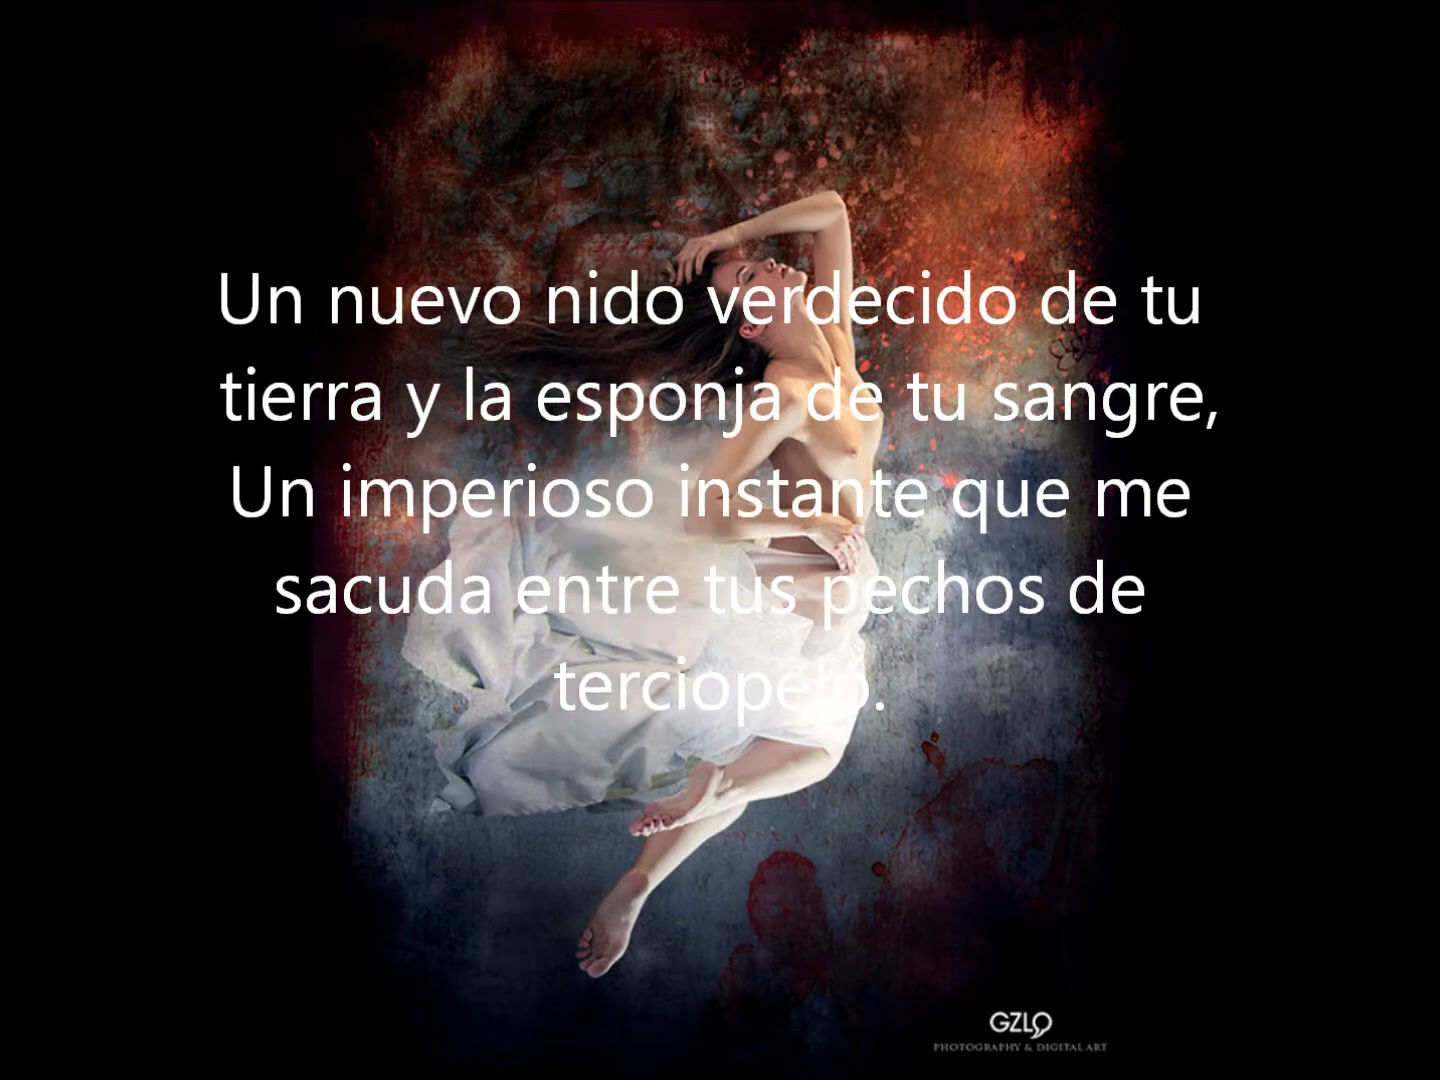 Un nuevo nido verdecido de tu
tierra y la esponja de tu sangre,
Un imperioso instante que me
sacuda entre tus pechos de
terciopelo.
GZLO
PHOTOGRAPHY & DIGITAL ART